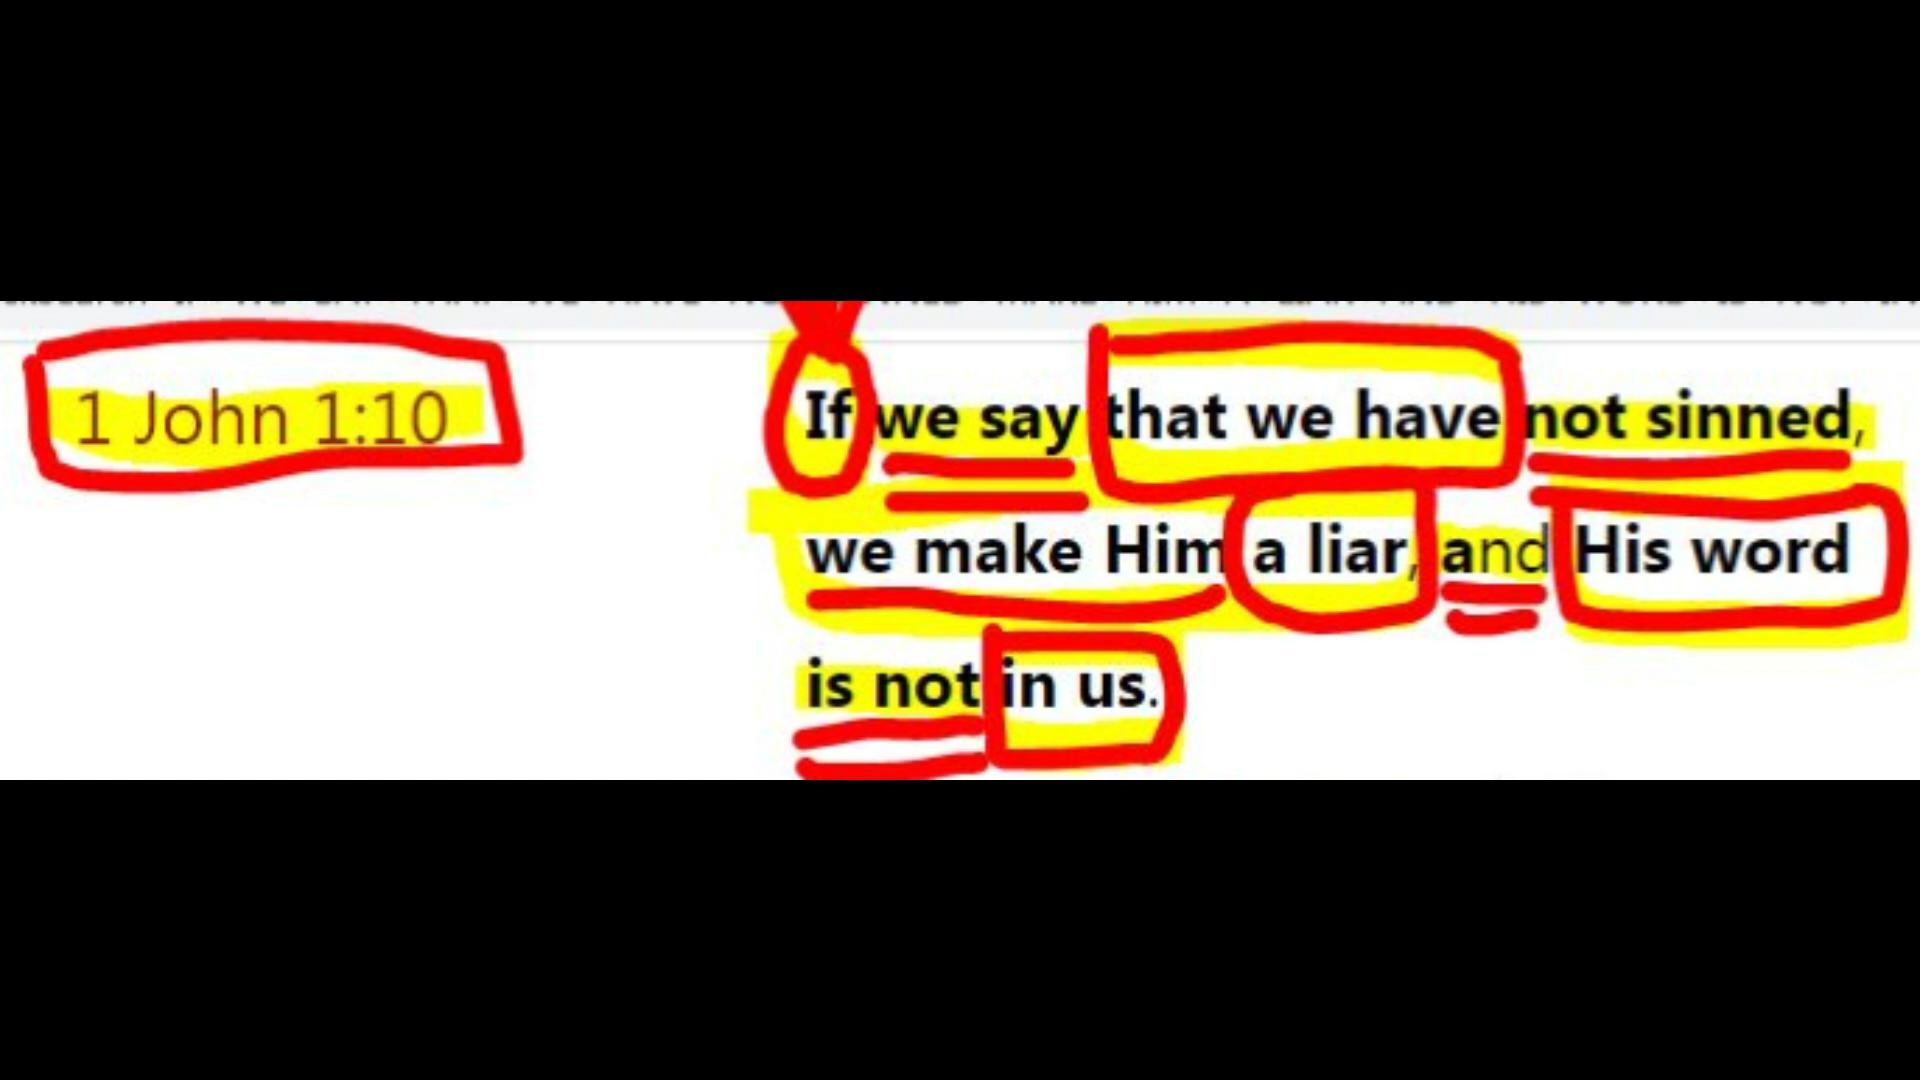 1 John 1:10
If we say that we have not sinned,
we make Him a liar, and His word
is not in us.